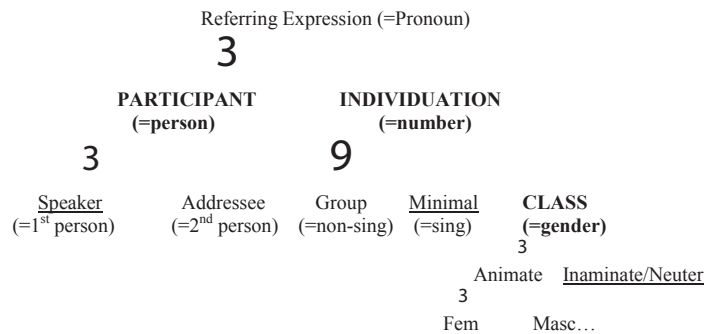 Referring Expression (=Pronoun)
3
PARTICIPANT INDIVIDUATION
(=person) (=number)
3 9
Speaker Addressee Group Minimal CLASS
(=1st person) (=2nd person) (=non-sing) (=sing) (=gender)
3
Animate Inaminate/Neuter
3
Fem Masc…